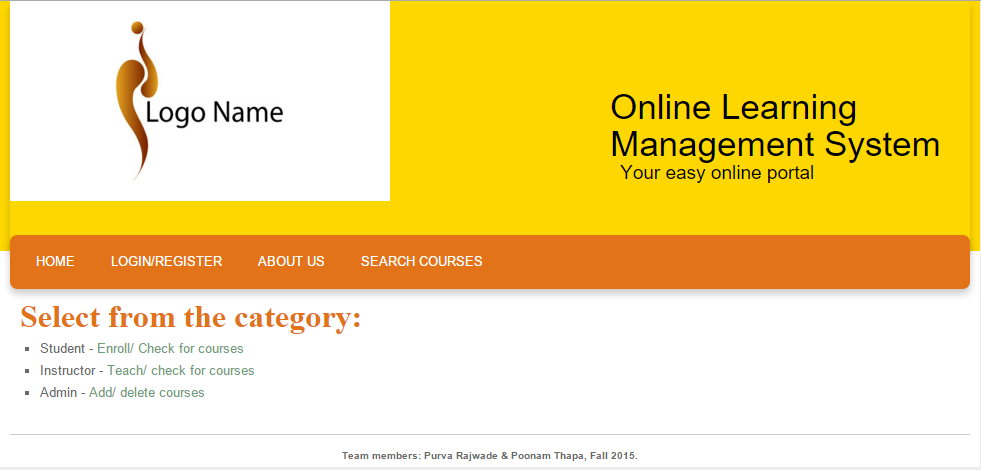 Logo Name
Online Learning
Management System
Your easy online portal
HOME LOGIN/REGISTER ABOUT US SEARCH COURSES
Select from the category:
Student - Enroll/ Check for courses
Instructor - Teach/ check for courses
Admin - Add/ delete courses
Team members: Purva Rajwade & Poonam Thapa, Fall 2015.